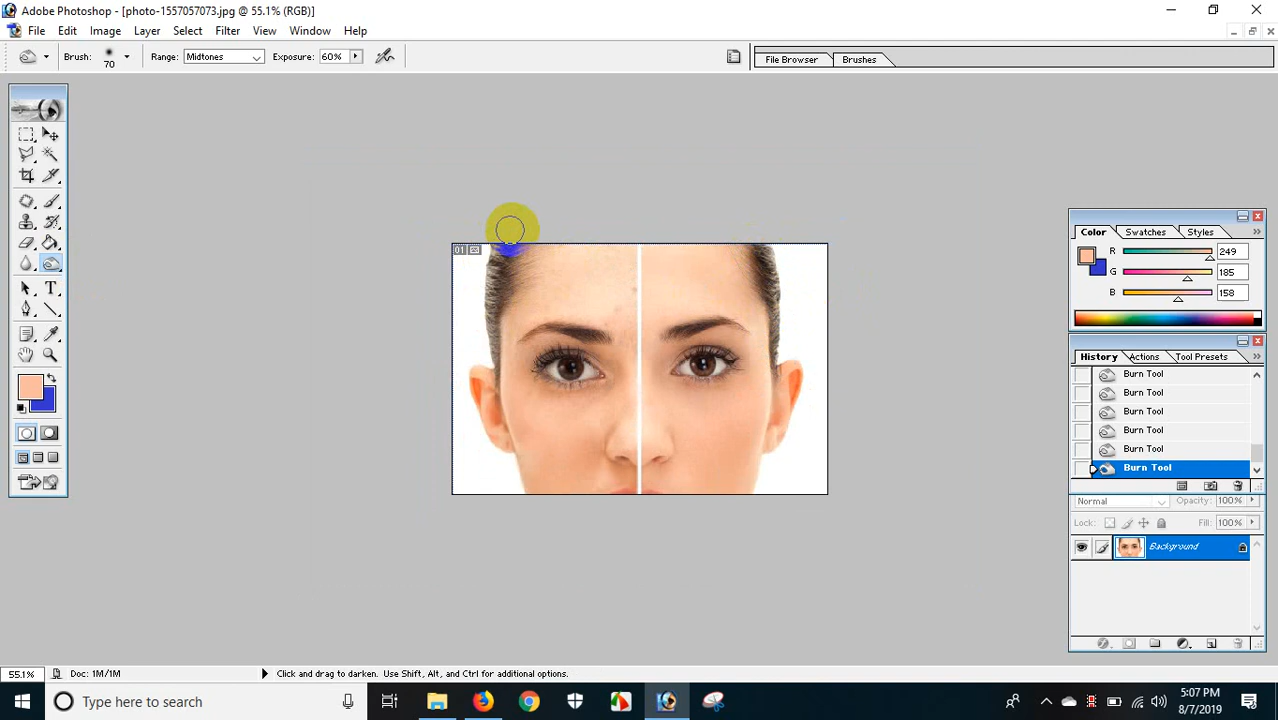 Adobe Photoshop - [photo-1557057073.jpg @ 55.1% (RGB)]
File Edit Image Layer Select Filter View Window Help
Brush: 70 Range: Midtones Exposure: 60% File Browser Brushes
01
Color Swatches Styles
R 249
G 185
B 158
History Actions Tool Presets
Burn Tool
Burn Tool
Burn Tool
Burn Tool
Burn Tool
Burn Tool
Normal Opacity: 100%
Lock: Fill: 100%
Background
55.1% Doc: 1M/1M Click and drag to darken. Use Shift, Alt, and Ctrl for additional options.
Type here to search
5:07 PM
8/7/2019